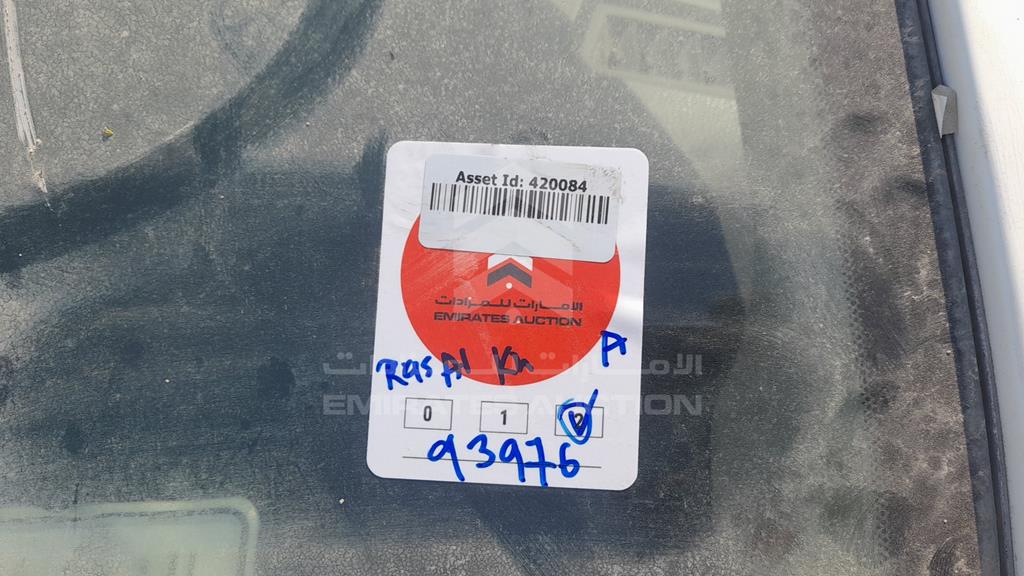 Asset Id: 420084
الامارات للمزادات
EMIRATES AUCTION
Ras Al Kh A
الامارات للمزادات
EMIRATES AUCTION
0 1 2
93976